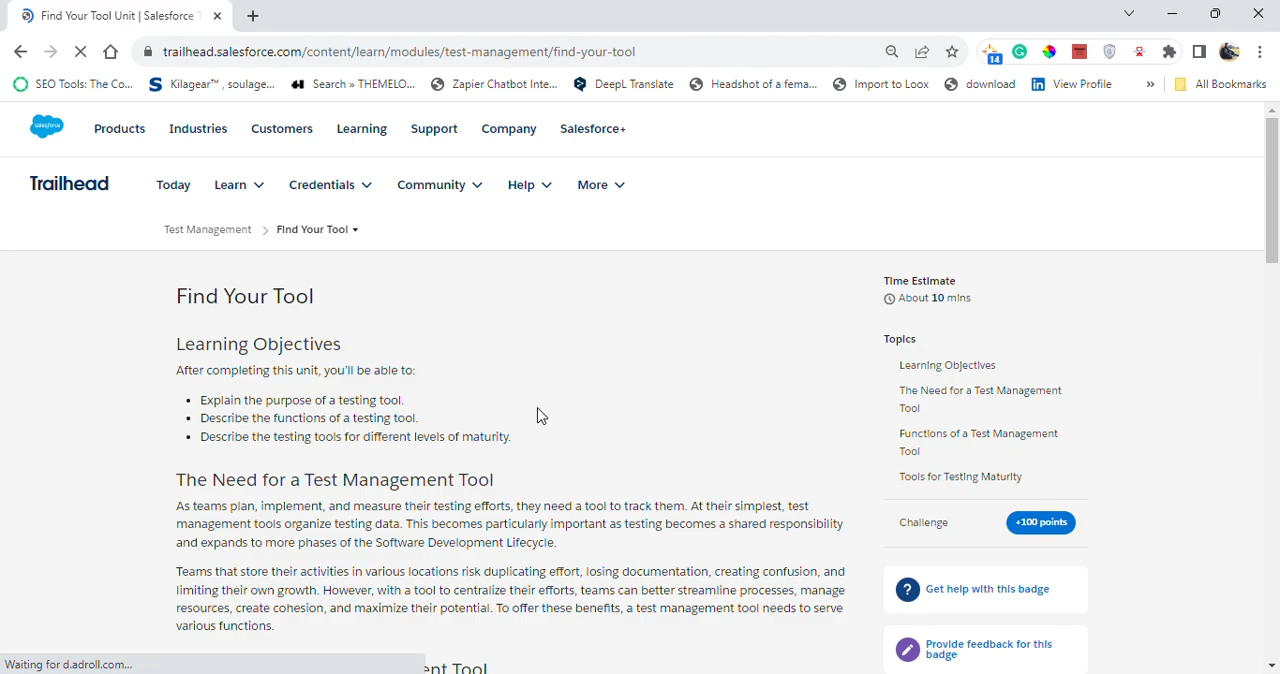 Find Your Tool Unit | Salesforce T
trailhead.salesforce.com/content/learn/modules/test-management/find-your-tool
14
SEO Tools: The Co...
Kilagear™ , soulage...
Search » THEMELO...
Zapier Chatbot Inte...
DeepL Translate
Headshot of a fema...
Import to Loox
download
in
View Profile
»
All Bookmarks
salesforce
Products
Industries
Customers
Learning
Support
Company
Salesforce+
Trailhead
Today
Learn
Credentials
Community
Help
More
Test Management
Find Your Tool
Find Your Tool
Learning Objectives
After completing this unit, you'll be able to:
• Explain the purpose of a testing tool.
• Describe the functions of a testing tool.
• Describe the testing tools for different levels of maturity.
The Need for a Test Management Tool
As teams plan, implement, and measure their testing efforts, they need a tool to track them. At their simplest, test
management tools organize testing data. This becomes particularly important as testing becomes a shared responsibility
and expands to more phases of the Software Development Lifecycle.
Teams that store their activities in various locations risk duplicating effort, losing documentation, creating confusion, and
limiting their own growth. However, with a tool to centralize their efforts, teams can better streamline processes, manage
resources, create cohesion, and maximize their potential. To offer these benefits, a test management tool needs to serve
various functions.
ent Tool
Time Estimate
About 10 mins
Topics
Learning Objectives
The Need for a Test Management
Tool
Functions of a Test Management
Tool
Tools for Testing Maturity
Challenge
+100 points
? Get help with this badge
Provide feedback for this
badge
Waiting for d.adroll.com...